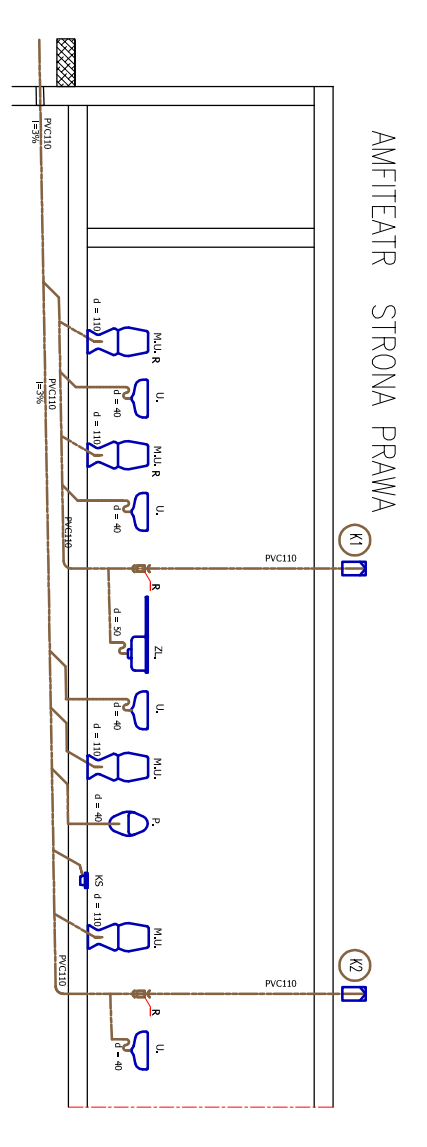 AMFITEATR STRONA PRAWA
K1
K2
PVC110
PVC110
M.U. R
U.
M.U. R
U.
R
ZL.
U.
M.U.
P.
KS
M.U.
R
U.
d = 110
d = 40
d = 110
d = 40
d = 50
d = 40
d = 110
d = 40
d = 110
d = 40
PVC110
I=3%
PVC110
I=3%
PVC110
PVC110